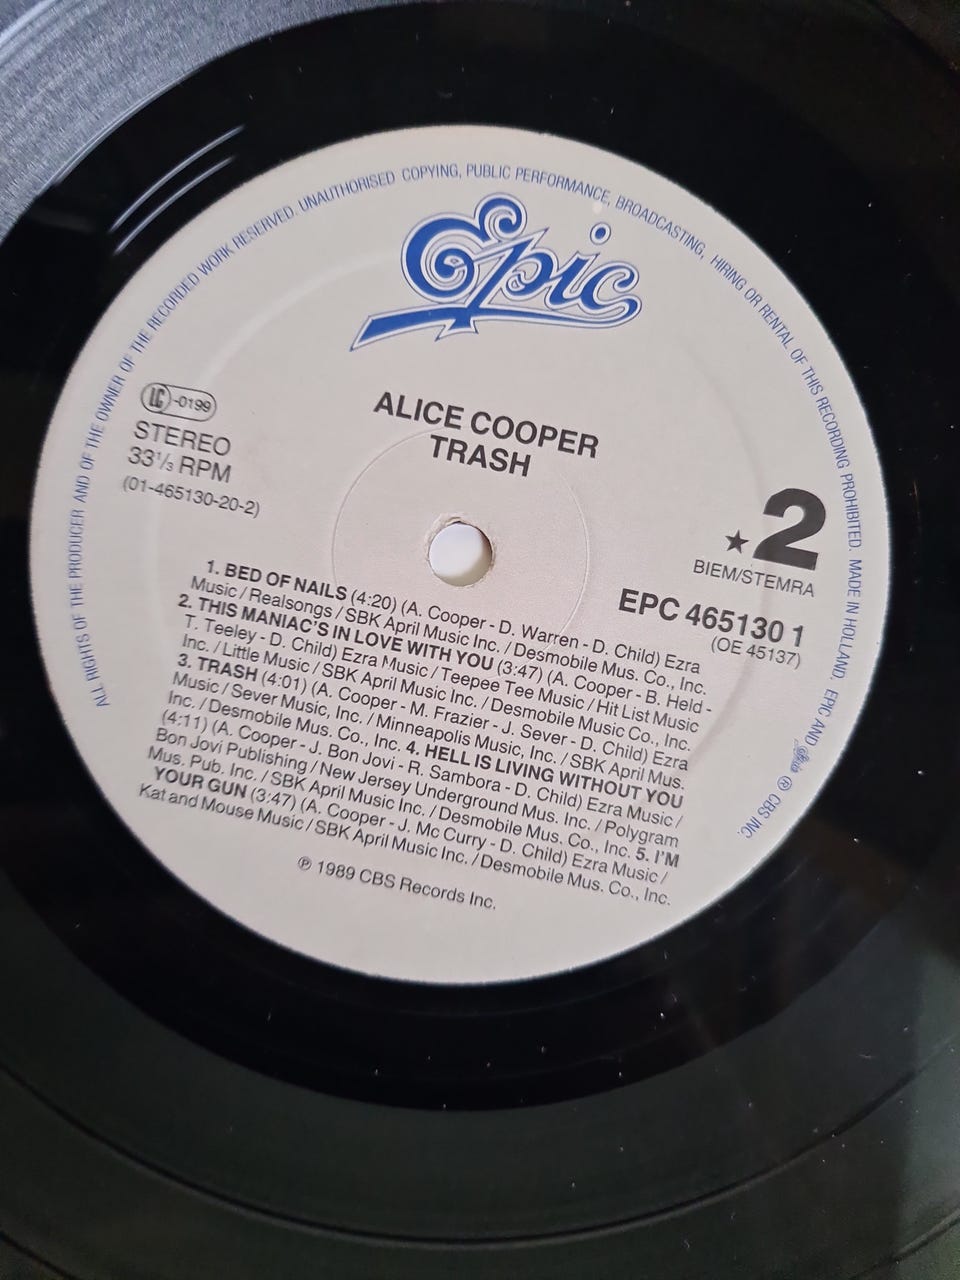 ALL RIGHTS OF THE PRODUCER AND OF THE OWNER OF THE RECORDED WORK RESERVED. UNAUTHORISED COPYING, PUBLIC PERFORMANCE, BROADCASTING, HIRING OR RENTAL OF THIS RECORDING PROHIBITED. MADE IN HOLLAND. EPIC AND Epic ® CBS INC.
Epic
ALICE COOPER
TRASH
LC-0199
STEREO
33⅓ RPM
(01-465130-20-2)
★2
BIEM/STEMRA
EPC 465130 1
(OE 45137)
1. BED OF NAILS (4:20) (A. Cooper - D. Warren - D. Child) Ezra
Music / Realsongs / SBK April Music Inc. / Desmobile Mus. Co., Inc.
2. THIS MANIAC'S IN LOVE WITH YOU (3:47) (A. Cooper - B. Held -
T. Teeley - D. Child) Ezra Music / Teepee Tee Music / Hit List Music
Inc. / Little Music / SBK April Music Inc. / Desmobile Music Co., Inc.
3. TRASH (4:01) (A. Cooper - M. Frazier - J. Sever - D. Child) Ezra
Music / Sever Music, Inc. / Minneapolis Music, Inc. / SBK April Mus.
Inc. / Desmobile Mus. Co., Inc. 4. HELL IS LIVING WITHOUT YOU
(4:11) (A. Cooper - J. Bon Jovi - R. Sambora - D. Child) Ezra Music /
Bon Jovi Publishing / New Jersey Underground Mus. Inc. / Polygram
Mus. Pub. Inc. / SBK April Music Inc. / Desmobile Mus. Co., Inc. 5. I'M
YOUR GUN (3:47) (A. Cooper - J. Mc Curry - D. Child) Ezra Music /
Kat and Mouse Music / SBK April Music Inc. / Desmobile Mus. Co., Inc.
℗ 1989 CBS Records Inc.